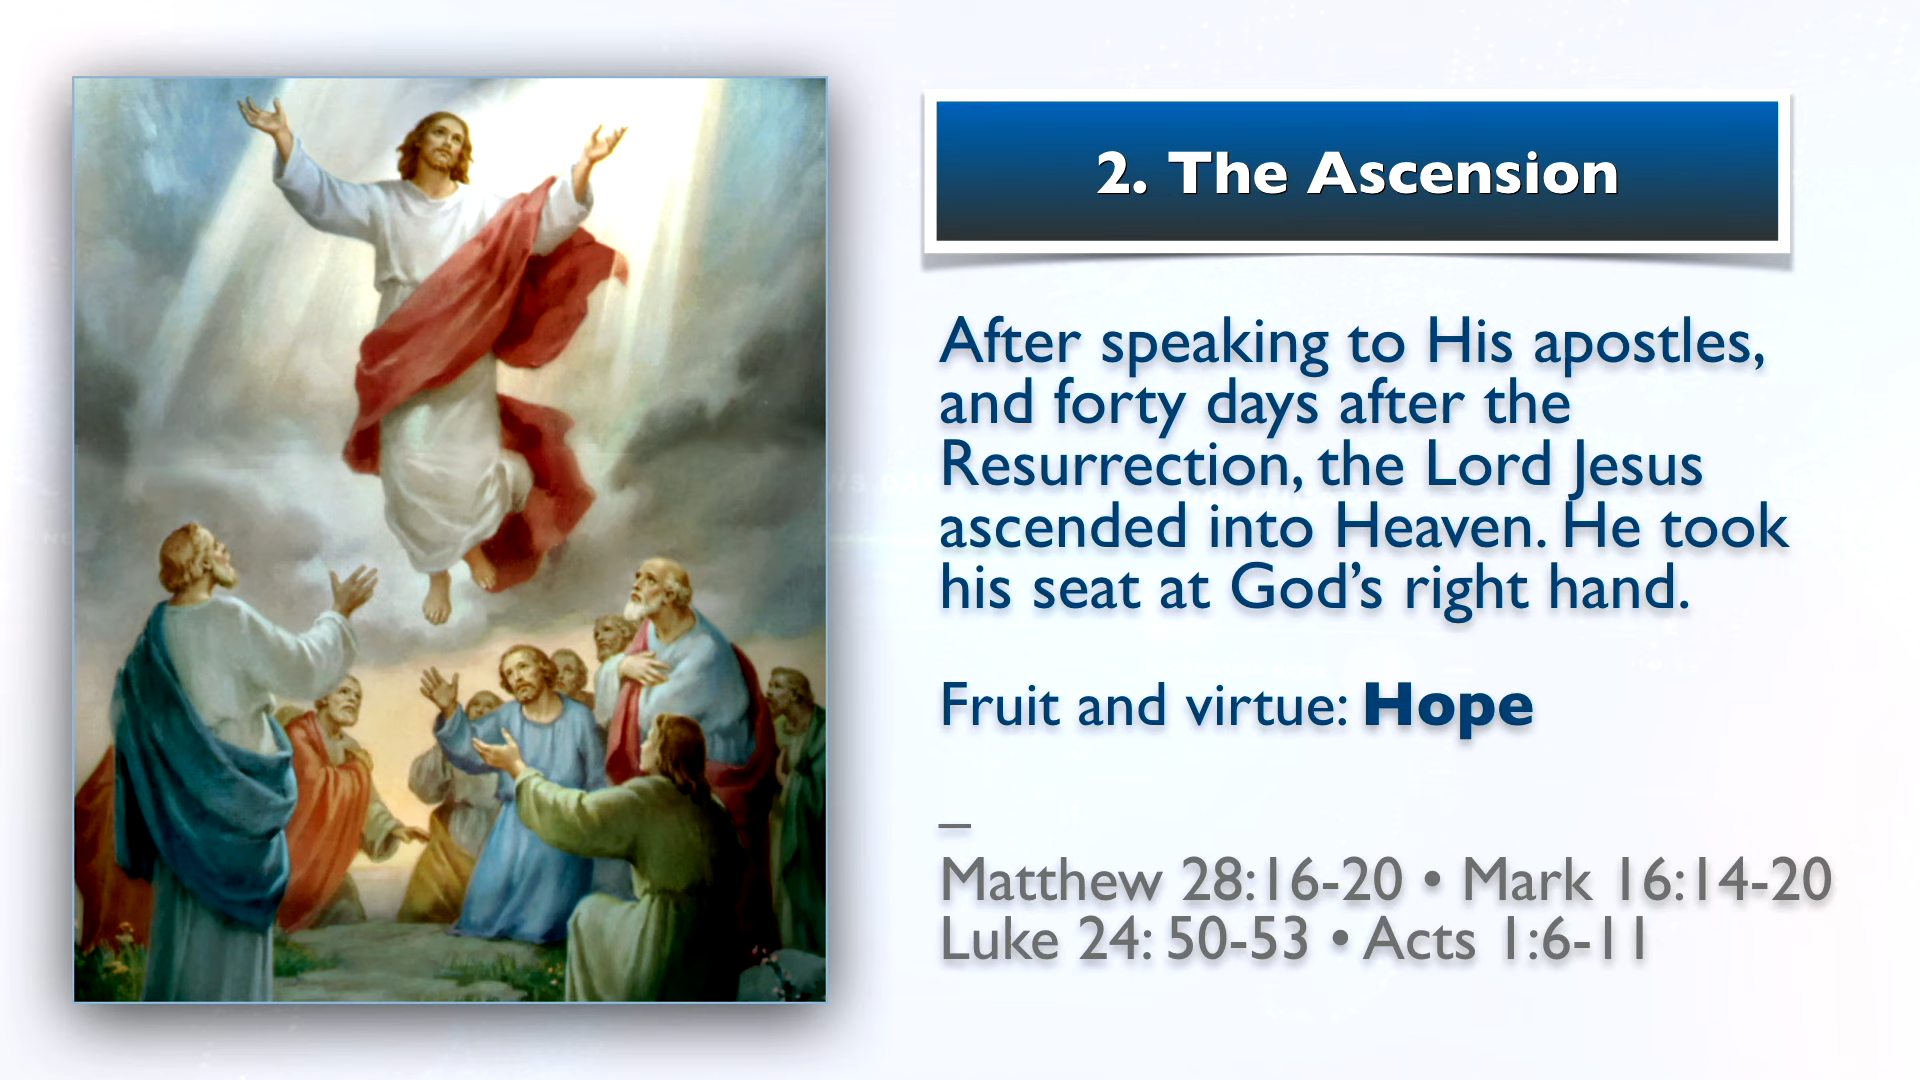 2. The Ascension
After speaking to His apostles,
and forty days after the
Resurrection, the Lord Jesus
ascended into Heaven. He took
his seat at God’s right hand.
Fruit and virtue: Hope
–
Matthew 28:16-20 • Mark 16:14-20
Luke 24: 50-53 • Acts 1:6-11